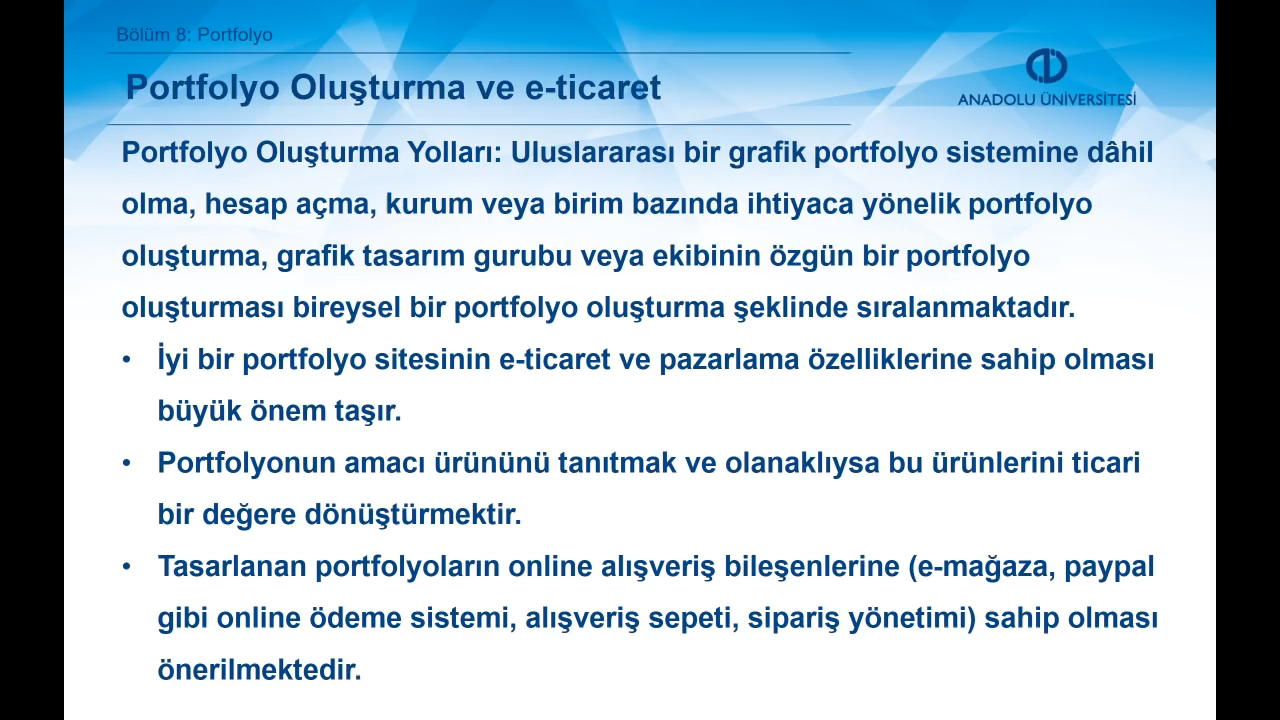 Bölüm 8: Portfolyo
Portfolyo Oluşturma ve e-ticaret
ANADOLU ÜNİVERSİTESİ
Portfolyo Oluşturma Yolları: Uluslararası bir grafik portfolyo sistemine dâhil
olma, hesap açma, kurum veya birim bazında ihtiyaca yönelik portfolyo
oluşturma, grafik tasarım gurubu veya ekibinin özgün bir portfolyo
oluşturması bireysel bir portfolyo oluşturma şeklinde sıralanmaktadır.
• İyi bir portfolyo sitesinin e-ticaret ve pazarlama özelliklerine sahip olması
büyük önem taşır.
• Portfolyonun amacı ürününü tanıtmak ve olanaklıysa bu ürünlerini ticari
bir değere dönüştürmektir.
• Tasarlanan portfolyoların online alışveriş bileşenlerine (e-mağaza, paypal
gibi online ödeme sistemi, alışveriş sepeti, sipariş yönetimi) sahip olması
önerilmektedir.